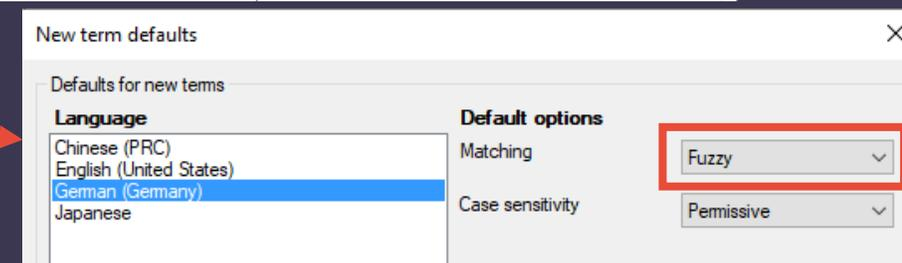 New term defaults
Defaults for new terms
Language
Default options
Chinese (PRC)
Matching
Fuzzy
English (United States)
German (Germany)
Japanese
Case sensitivity
Permissive